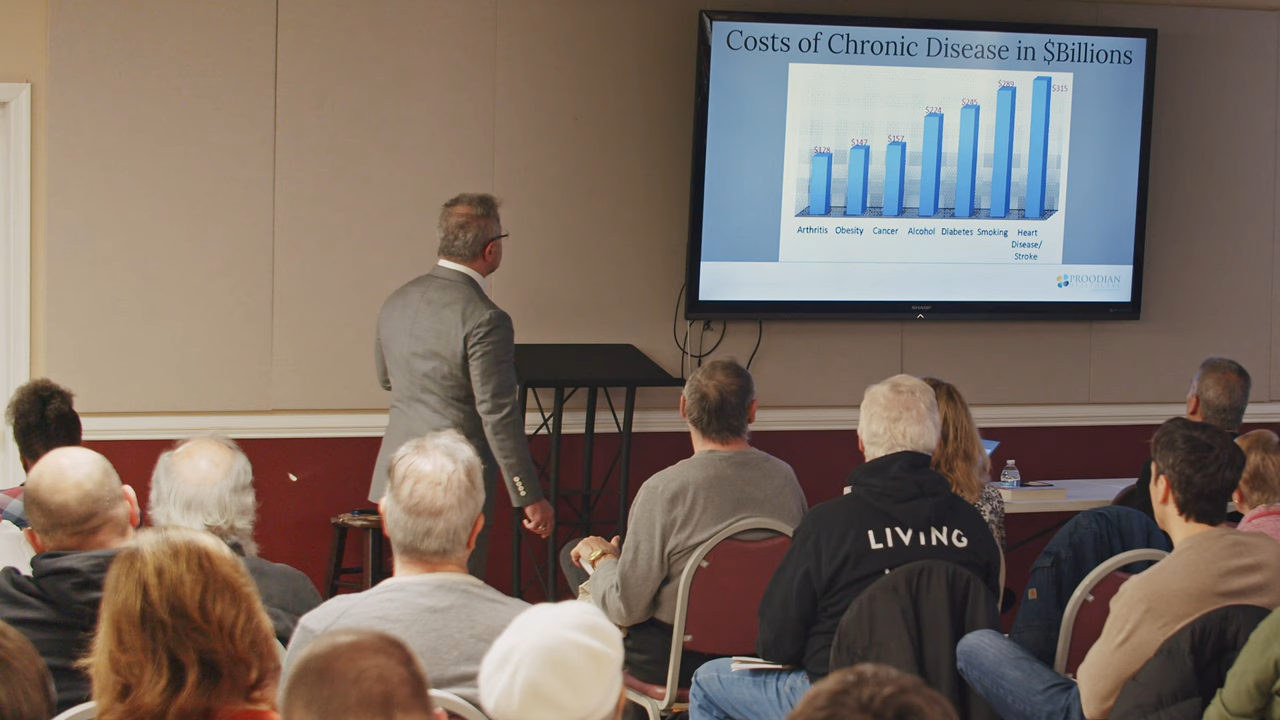 Costs of Chronic Disease in $Billions
$128
$147
$157
$224
$245
$289
$315
Arthritis Obesity Cancer Alcohol Diabetes Smoking Heart
Disease/
Stroke
PROODIAN
SHARP
LIVING